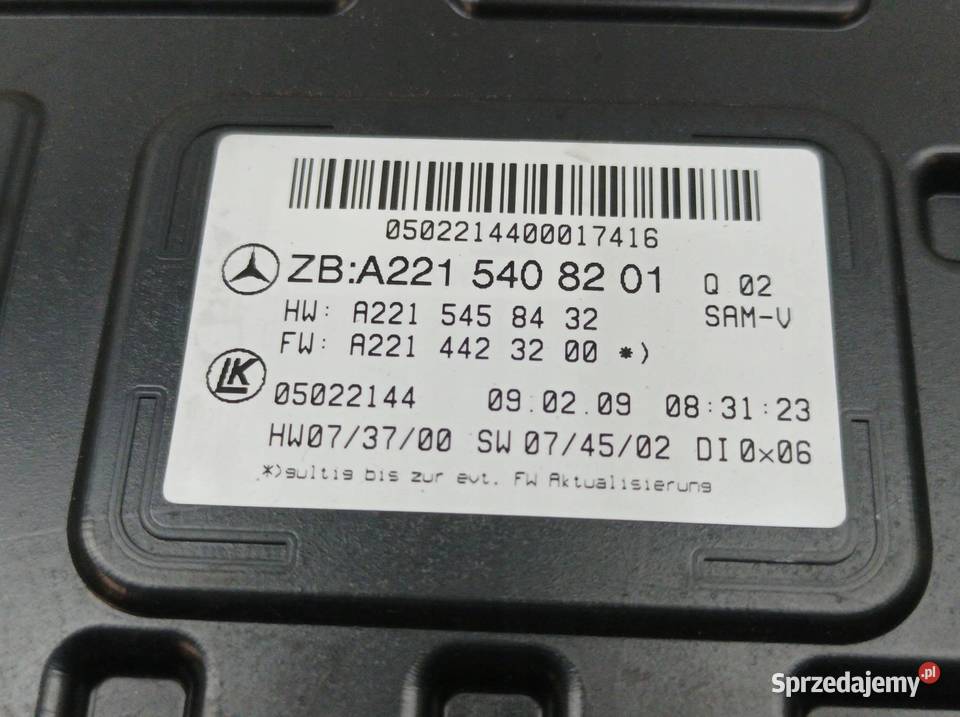 0502214400017416
ZB:A221 540 82 01 Q 02
HW: A221 545 84 32 SAM-V
FW: A221 442 32 00 *)
LK
05022144 09.02.09 08:31:23
HW07/37/00 SW 07/45/02 DI 0x06
*)gultig bis zur evt. FW Aktualisierung
Sprzedajemy.pl